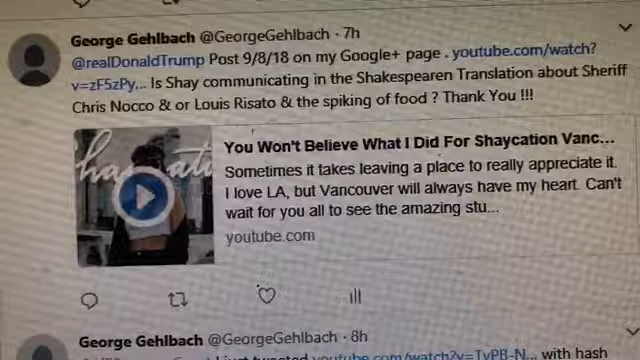 George Gehlbach @GeorgeGehlbach · 7h
@realDonaldTrump Post 9/8/18 on my Google+ page . youtube.com/watch?
v=zF5zPy... Is Shay communicating in the Shakespearen Translation about Sheriff
Chris Nocco & or Louis Risato & the spiking of food ? Thank You !!!
You Won't Believe What I Did For Shaycation Vanc...
Sometimes it takes leaving a place to really appreciate it.
I love LA, but Vancouver will always have my heart. Can't
wait for you all to see the amazing stu...
youtube.com
George Gehlbach @GeorgeGehlbach · 8h
youtube.com/watch?v=TvPB-N... with hash